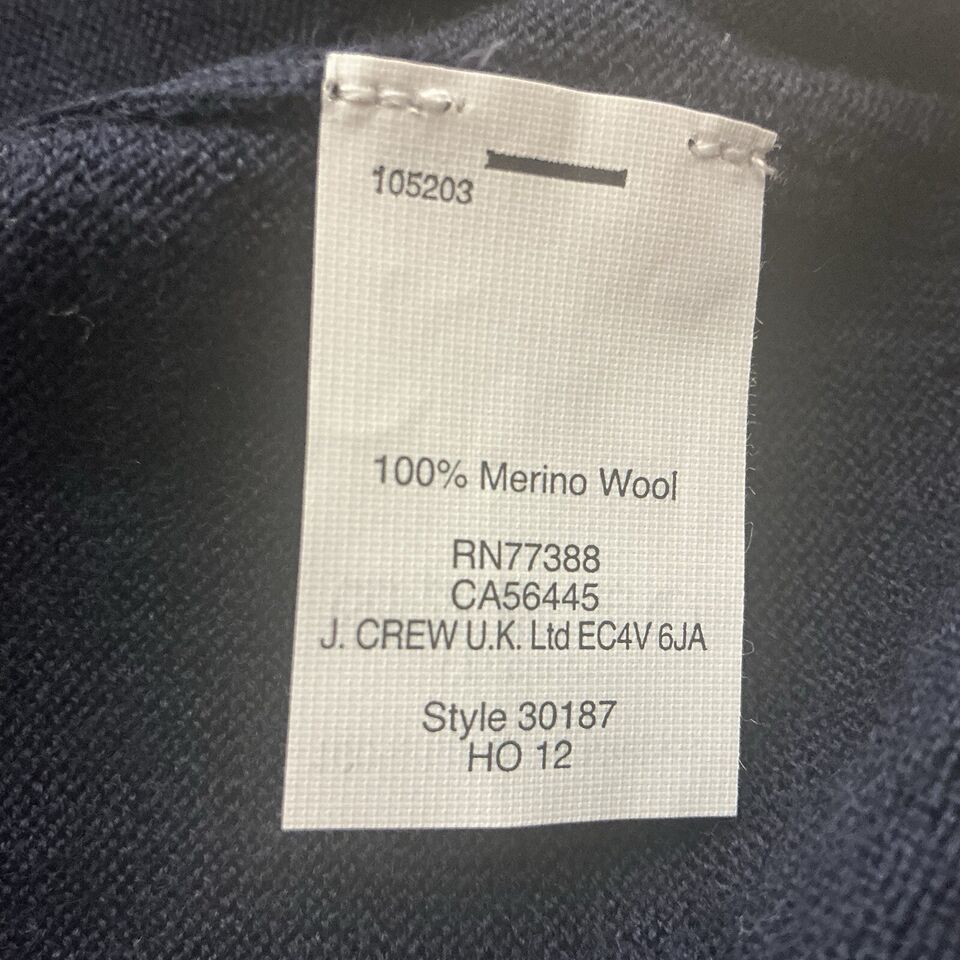 105203
100% Merino Wool
RN77388
CA56445
J. CREW U.K. Ltd EC4V 6JA
Style 30187
HO 12